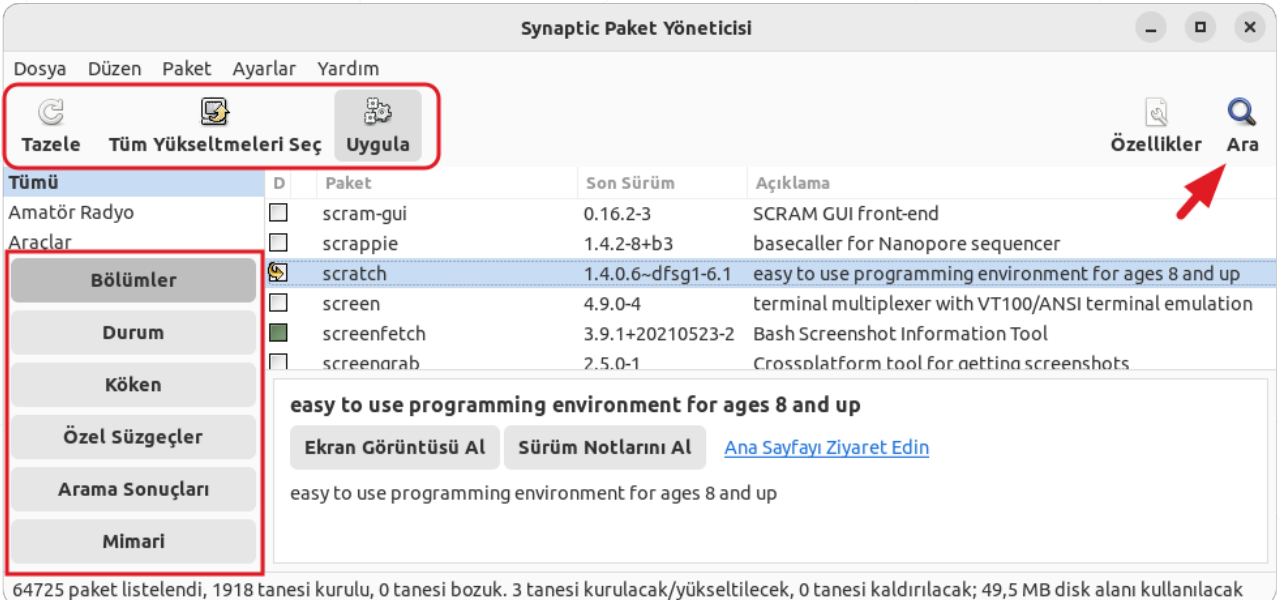 Synaptic Paket Yöneticisi
Dosya Düzen Paket Ayarlar Yardım
Tazele Tüm Yükseltmeleri Seç Uygula Özellikler Ara
Tümü D Paket Son Sürüm Açıklama
Amatör Radyo scram-gui 0.16.2-3 SCRAM GUI front-end
Araçlar scrappie 1.4.2-8+b3 basecaller for Nanopore sequencer
Bölümler scratch 1.4.0.6~dfsg1-6.1 easy to use programming environment for ages 8 and up
screen 4.9.0-4 terminal multiplexer with VT100/ANSI terminal emulation
Durum screenfetch 3.9.1+20210523-2 Bash Screenshot Information Tool
screengrab 2.5.0-1 Crossplatform tool for getting screenshots
Köken
easy to use programming environment for ages 8 and up
Özel Süzgeçler Ekran Görüntüsü Al Sürüm Notlarını Al Ana Sayfayı Ziyaret Edin
Arama Sonuçları easy to use programming environment for ages 8 and up
Mimari
64725 paket listelendi, 1918 tanesi kurulu, 0 tanesi bozuk. 3 tanesi kurulacak/yükseltilecek, 0 tanesi kaldırılacak; 49,5 MB disk alanı kullanılacak